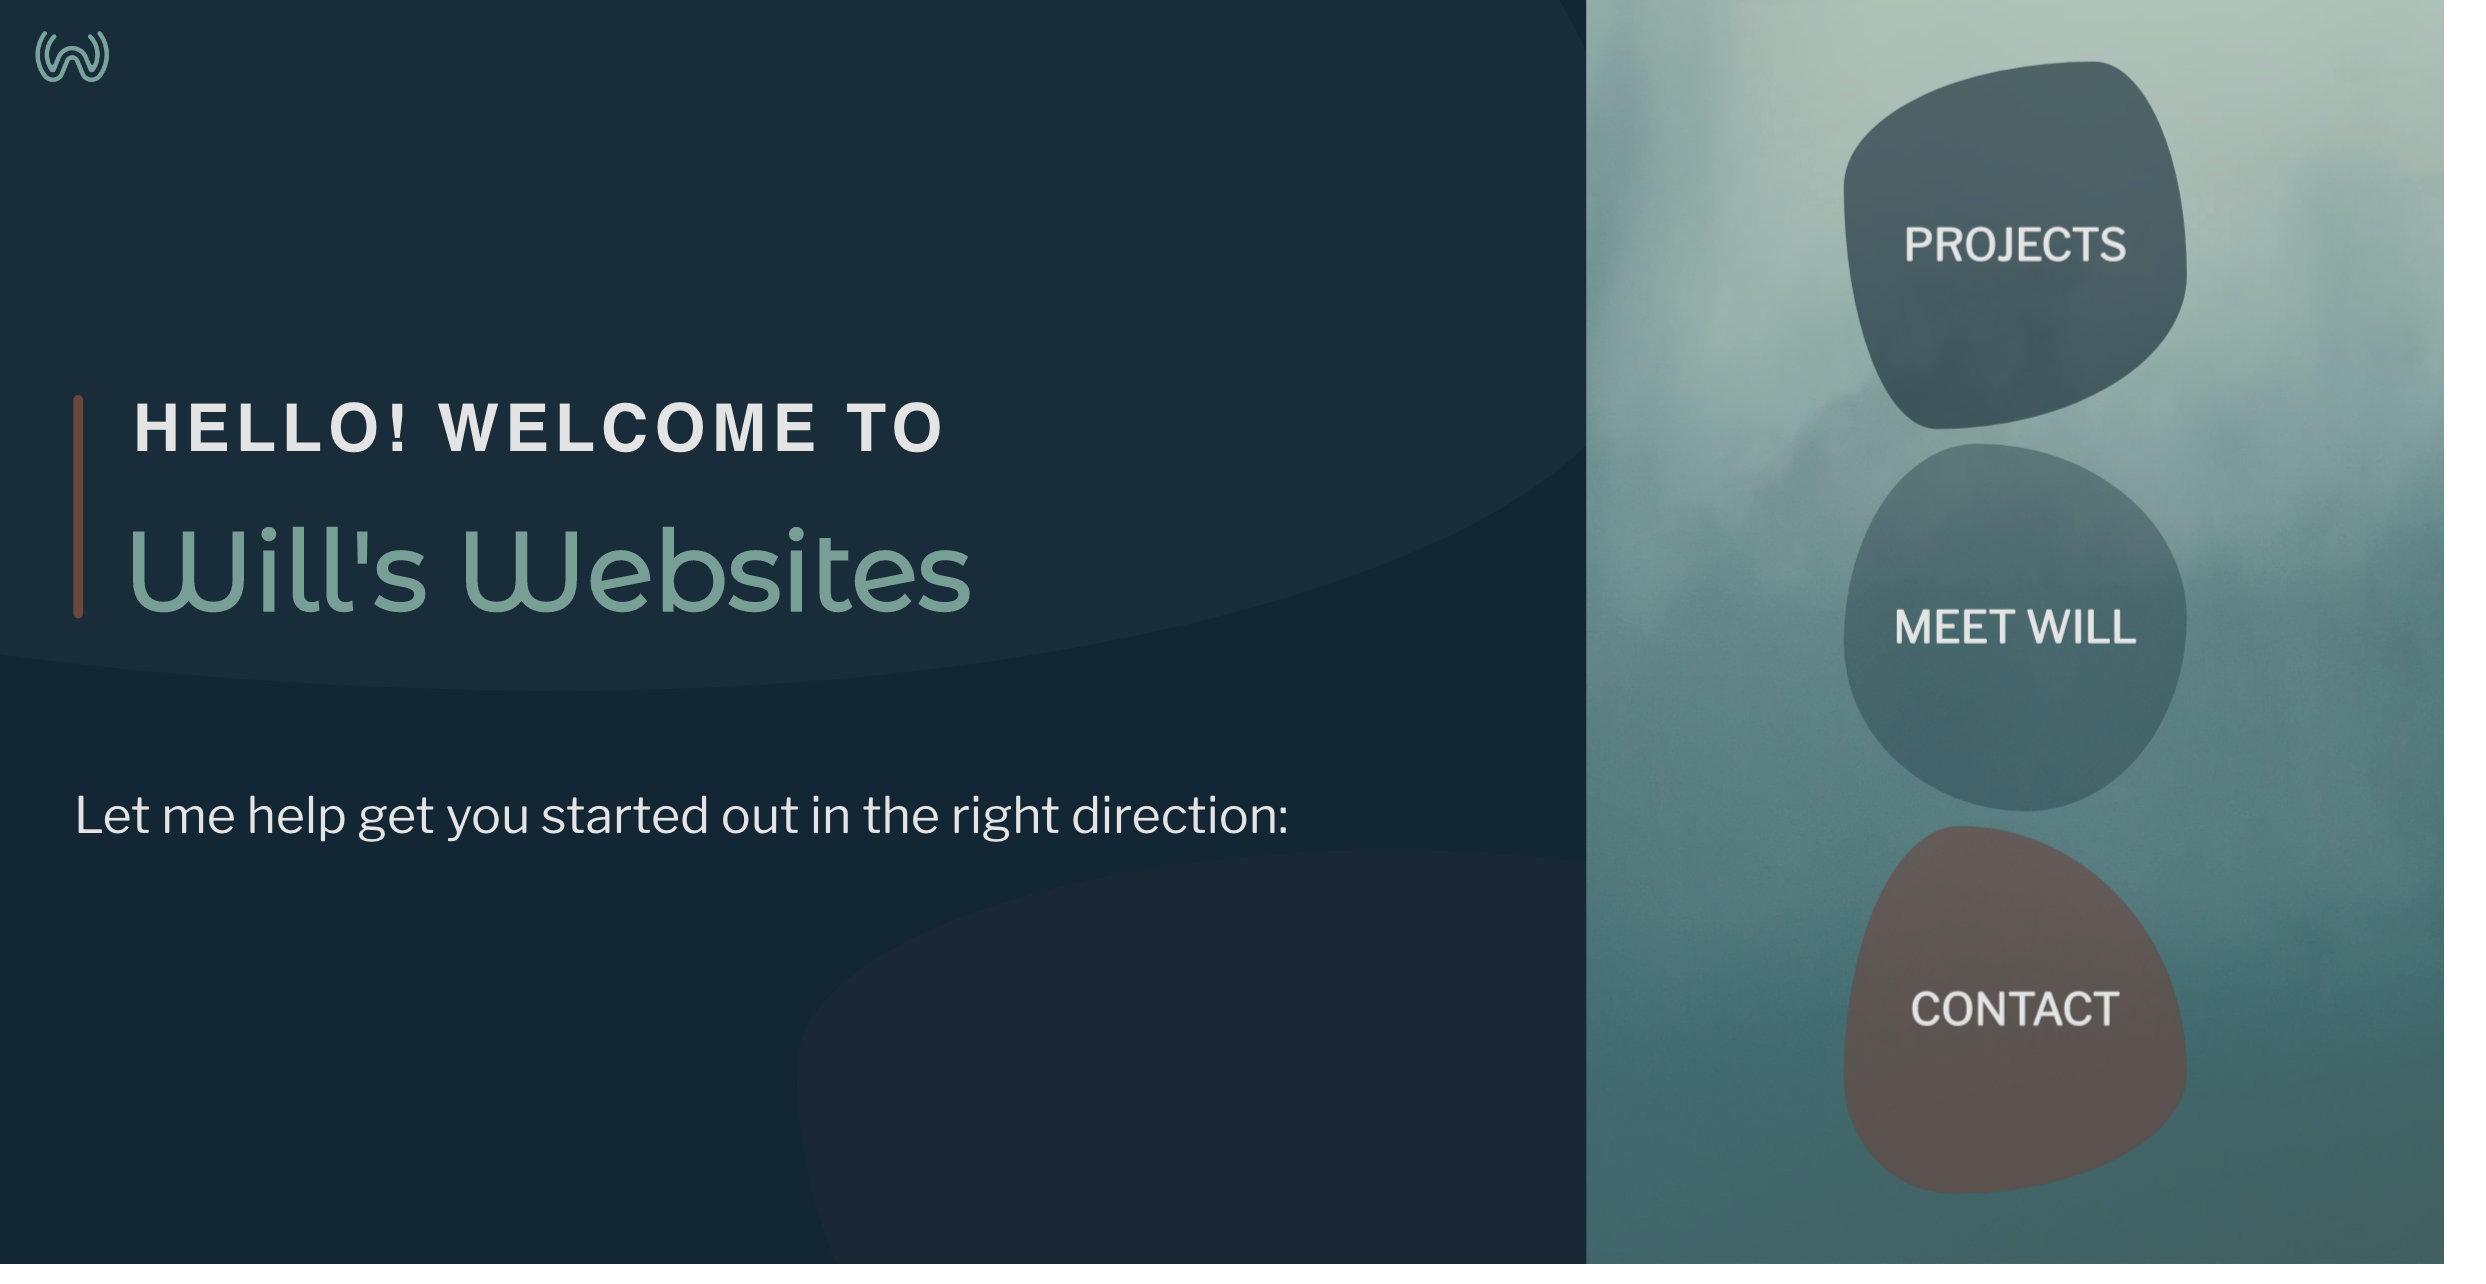 HELLO! WELCOME TO
Will's Websites
Let me help get you started out in the right direction:
PROJECTS
MEET WILL
CONTACT